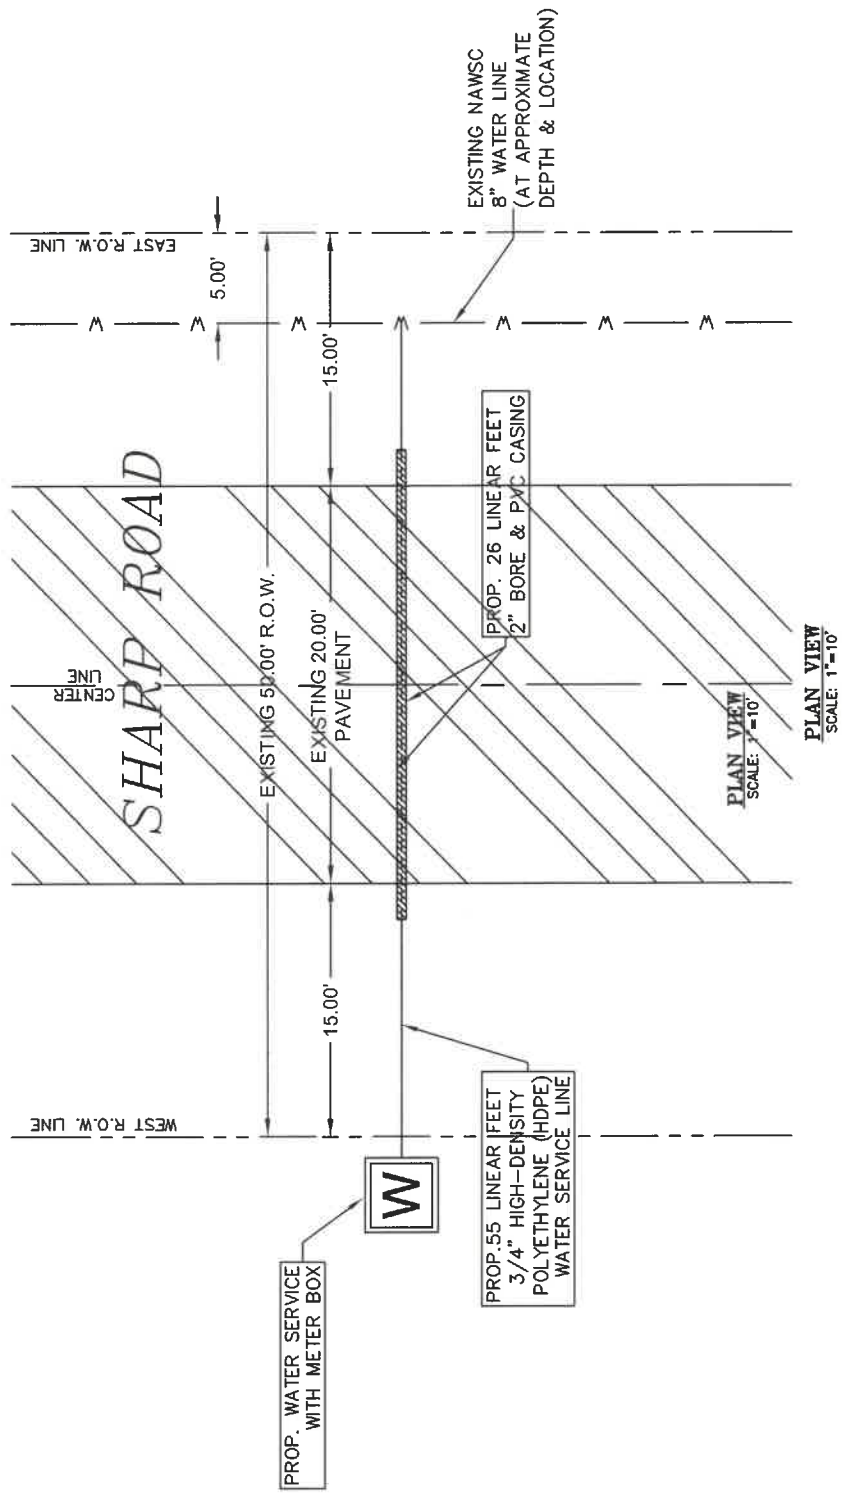 EAST R.O.W. LINE
5.00'
W
W
W
W
W
W
W
EXISTING NAWSC
8" WATER LINE
(AT APPROXIMATE
DEPTH & LOCATION)
SHARP ROAD
CENTER
LINE
EXISTING 50.00' R.O.W.
15.00'
EXISTING 20.00'
PAVEMENT
15.00'
PROP. 26 LINEAR FEET
2" BORE & PVC CASING
WEST R.O.W. LINE
W
PROP. WATER SERVICE
WITH METER BOX
PROP.55 LINEAR FEET
3/4" HIGH-DENSITY
POLYETHYLENE (HDPE)
WATER SERVICE LINE
PLAN VIEW
SCALE: 1"=10'
PLAN VIEW
SCALE: 1"=10'